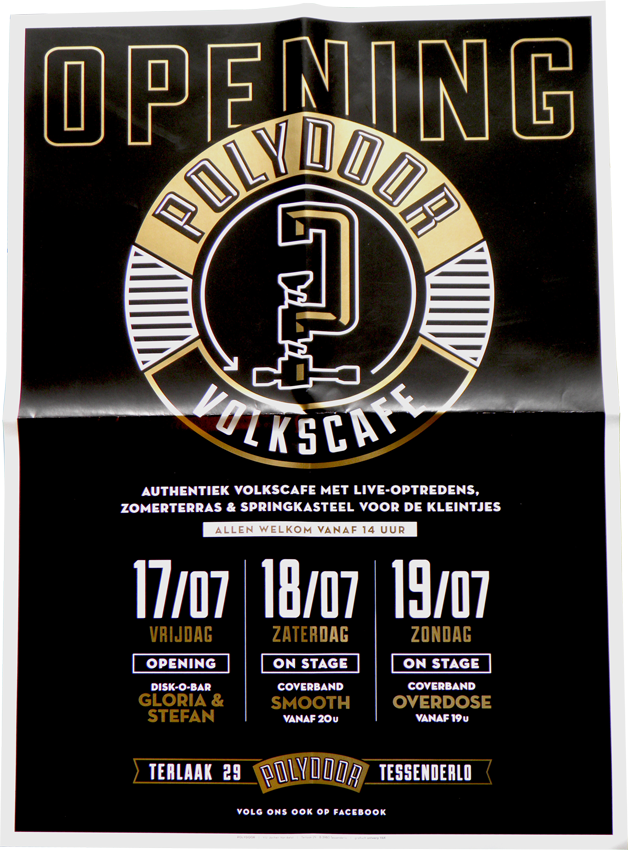 OPENING
POLYDOOR
VOLKSCAFE
AUTHENTIEK VOLKSCAFE MET LIVE-OPTREDENS,
ZOMERTERRAS & SPRINGKASTEEL VOOR DE KLEINTJES
ALLEN WELKOM VANAF 14 UUR
17/07
VRIJDAG
OPENING
DISK-O-BAR
GLORIA &
STEFAN
18/07
ZATERDAG
ON STAGE
COVERBAND
SMOOTH
VANAF 20U
19/07
ZONDAG
ON STAGE
COVERBAND
OVERDOSE
VANAF 19U
TERLAAK 29 POLYDOOR TESSENDERLO
VOLG ONS OOK OP FACEBOOK